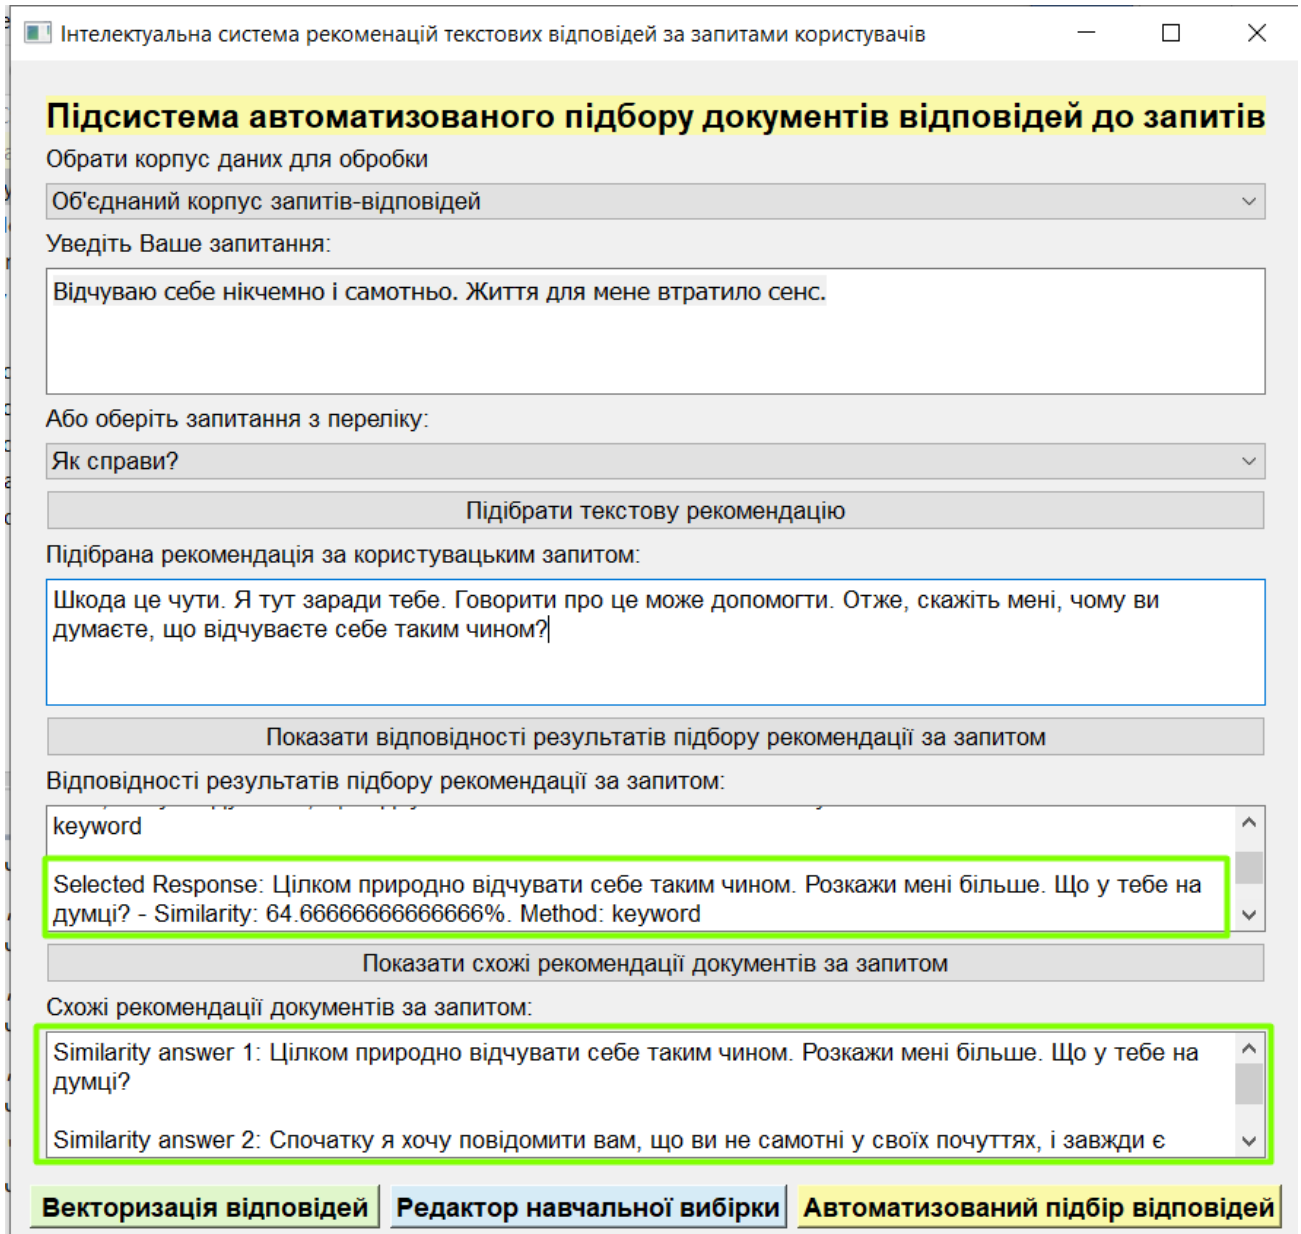 Інтелектуальна система рекоменацій текстових відповідей за запитами користувачів
Підсистема автоматизованого підбору документів відповідей до запитів
Обрати корпус даних для обробки
Об'єднаний корпус запитів-відповідей
Уведіть Ваше запитання:
Відчуваю себе нікчемно і самотньо. Життя для мене втратило сенс.
Або оберіть запитання з переліку:
Як справи?
Підібрати текстову рекомендацію
Підібрана рекомендація за користувацьким запитом:
Шкода це чути. Я тут заради тебе. Говорити про це може допомогти. Отже, скажіть мені, чому ви
думаєте, що відчуваєте себе таким чином?
Показати відповідності результатів підбору рекомендації за запитом
Відповідності результатів підбору рекомендації за запитом:
keyword
Selected Response: Цілком природно відчувати себе таким чином. Розкажи мені більше. Що у тебе на
думці? - Similarity: 64.66666666666666%. Method: keyword
Показати схожі рекомендації документів за запитом
Схожі рекомендації документів за запитом:
Similarity answer 1: Цілком природно відчувати себе таким чином. Розкажи мені більше. Що у тебе на
думці?
Similarity answer 2: Спочатку я хочу повідомити вам, що ви не самотні у своїх почуттях, і завжди є
Векторизація відповідей
Редактор навчальної вибірки
Автоматизований підбір відповідей